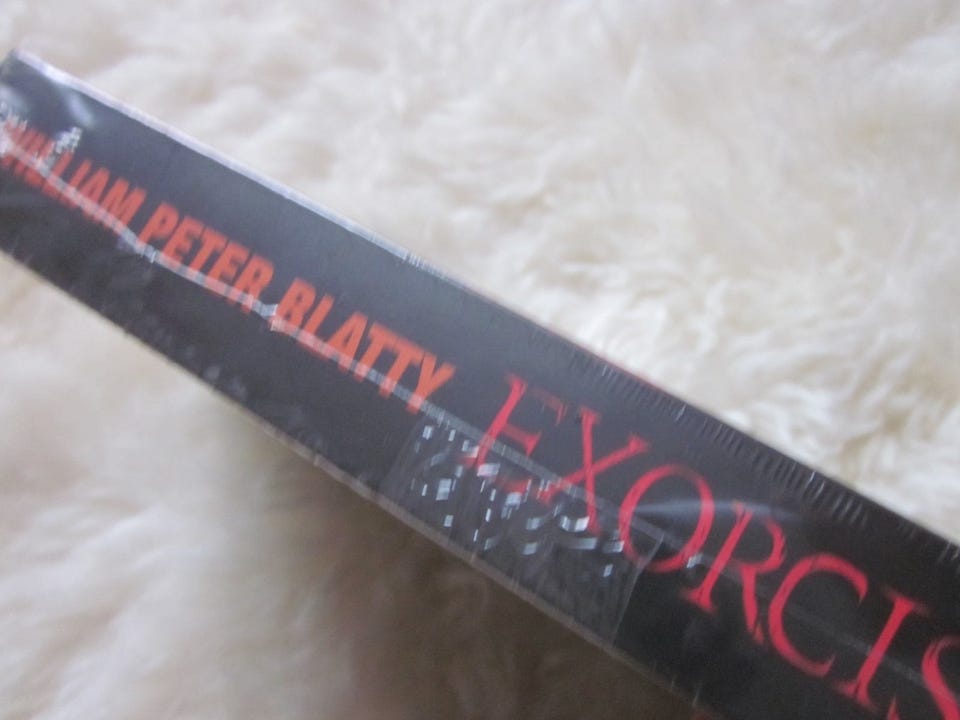 WILLIAM PETER BLATTY EXORCIS